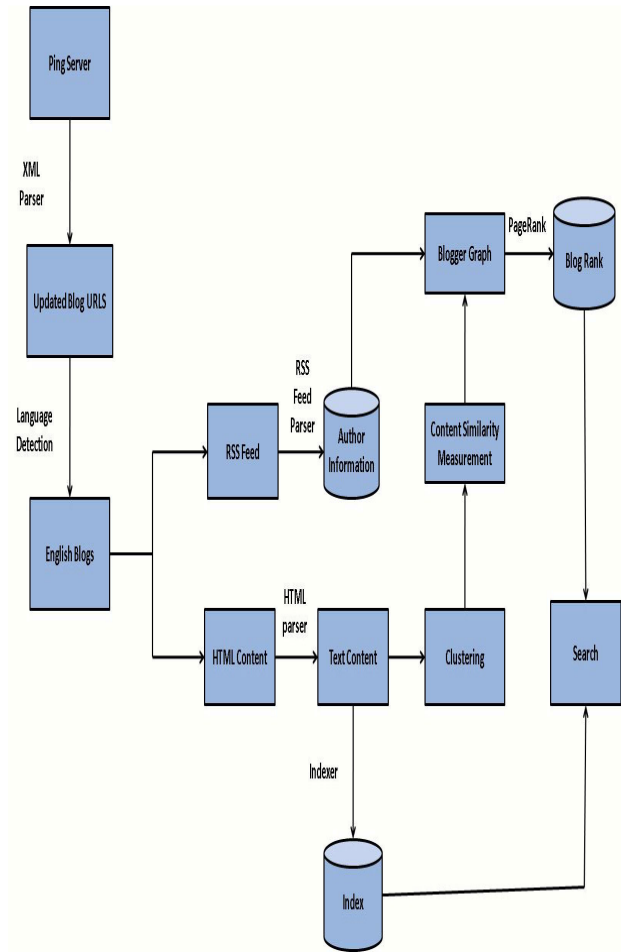 Ping Server
XML
Parser
Updated Blog URLS
Language
Detection
English Blogs
RSS Feed
RSS
Feed
Parser
Author
Information
Blogger Graph
PageRank
Blog Rank
Content Similarity
Measurement
HTML Content
HTML
parser
Text Content
Clustering
Search
Indexer
Index